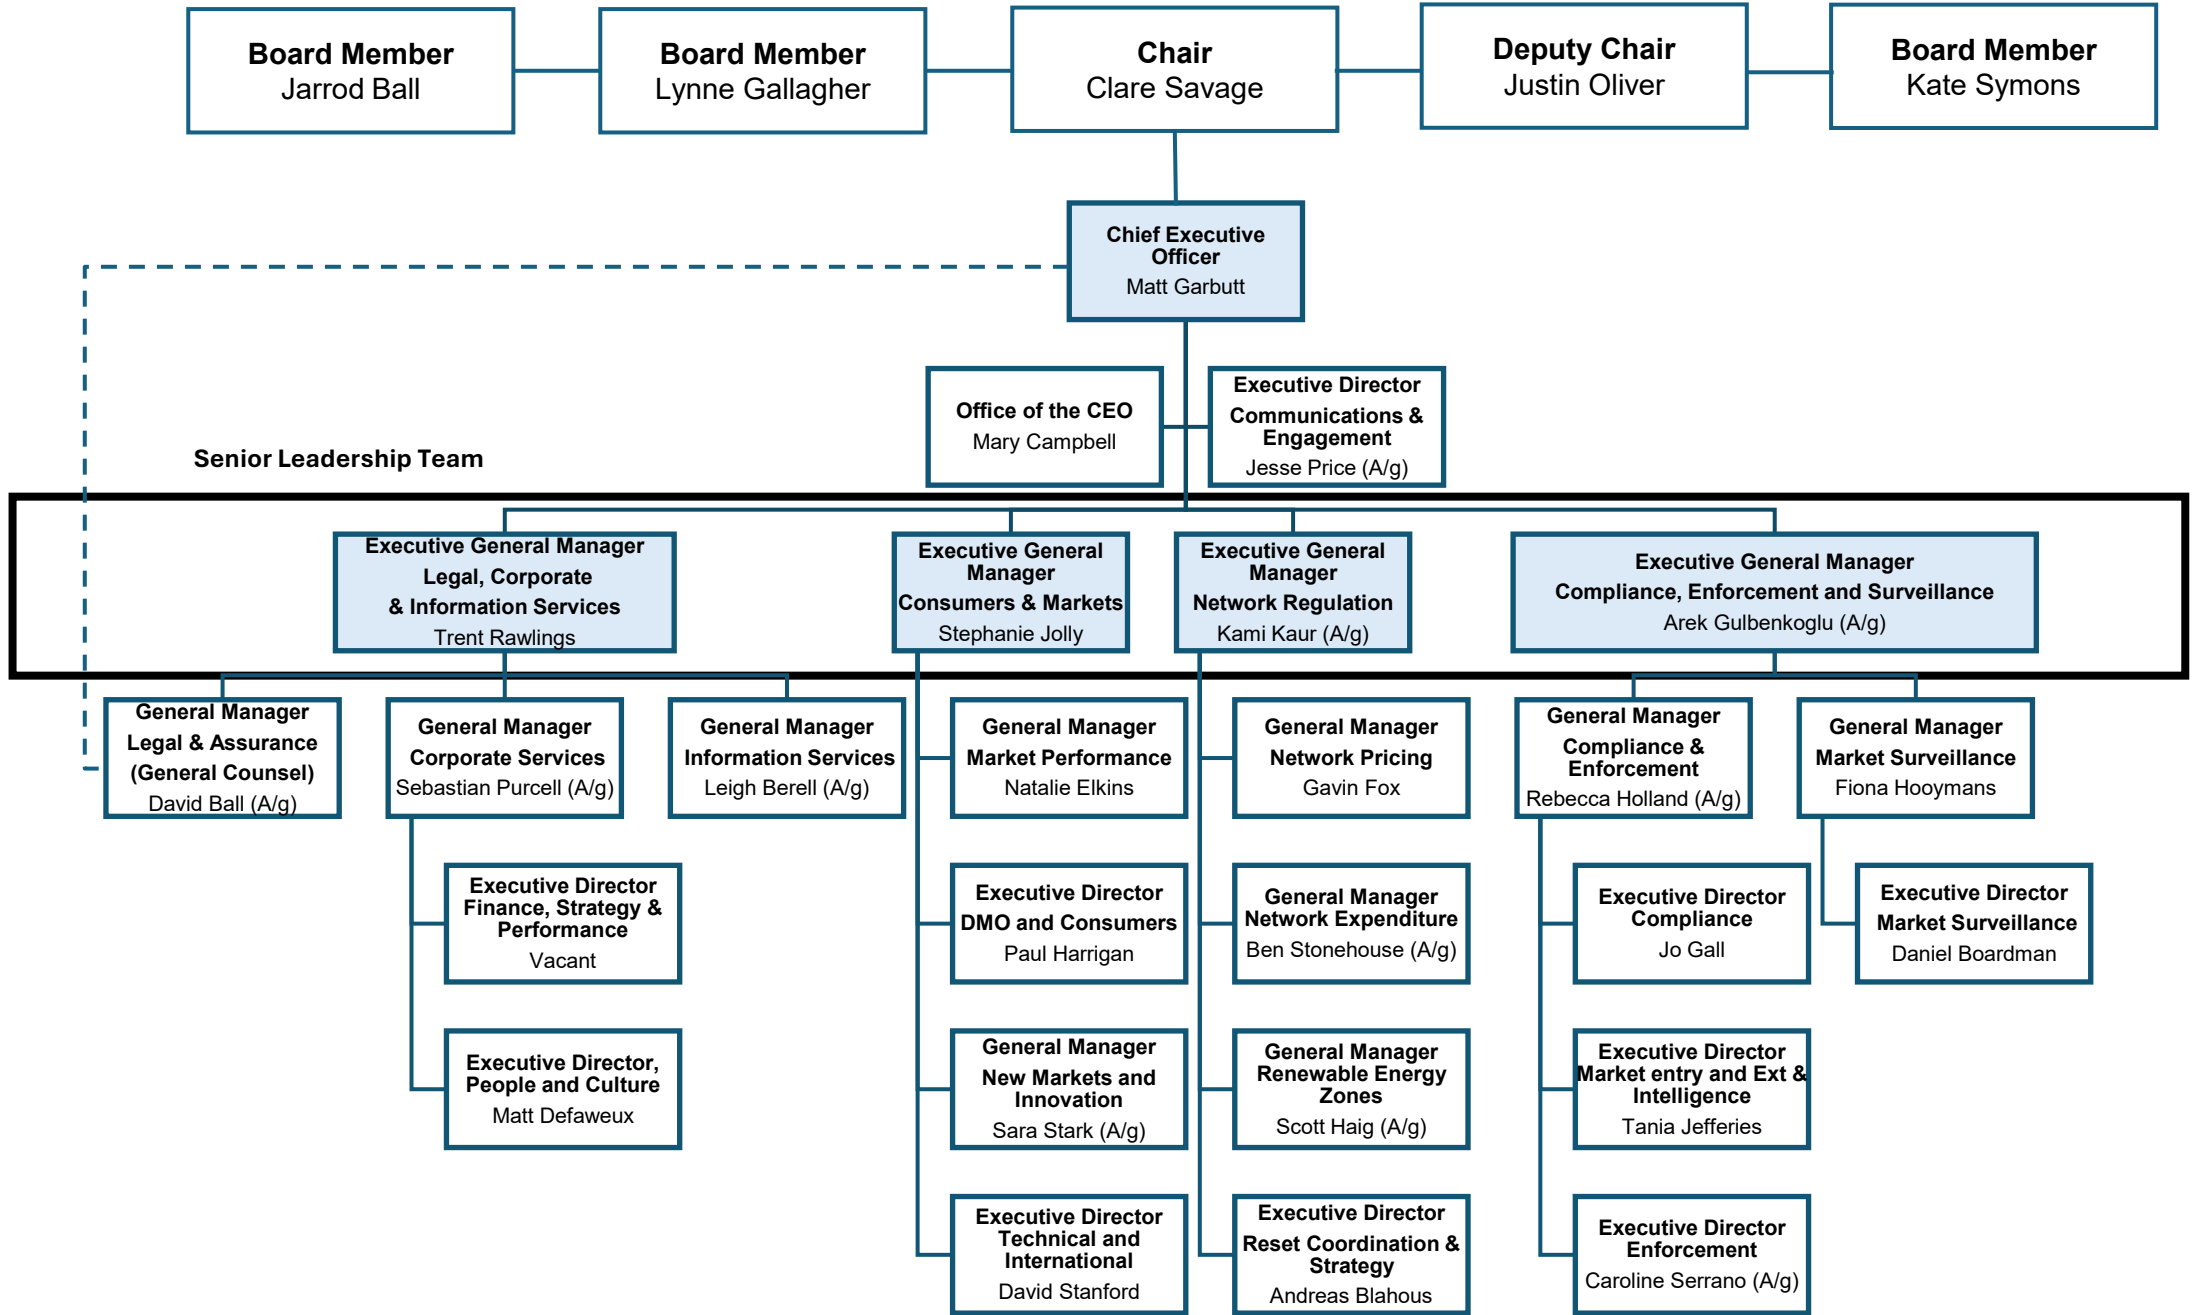 Board Member
Jarrod Ball
Board Member
Lynne Gallagher
Chair
Clare Savage
Deputy Chair
Justin Oliver
Board Member
Kate Symons
Chief Executive
Officer
Matt Garbutt
Office of the CEO
Mary Campbell
Executive Director
Communications &
Engagement
Jesse Price (A/g)
Senior Leadership Team
Executive General Manager
Legal, Corporate
& Information Services
Trent Rawlings
Executive General
Manager
Consumers & Markets
Stephanie Jolly
Executive General
Manager
Network Regulation
Kami Kaur (A/g)
Executive General Manager
Compliance, Enforcement and Surveillance
Arek Gulbenkoglu (A/g)
General Manager
Legal & Assurance
(General Counsel)
David Ball (A/g)
General Manager
Corporate Services
Sebastian Purcell (A/g)
General Manager
Information Services
Leigh Berell (A/g)
General Manager
Market Performance
Natalie Elkins
General Manager
Network Pricing
Gavin Fox
General Manager
Compliance &
Enforcement
Rebecca Holland (A/g)
General Manager
Market Surveillance
Fiona Hooymans
Executive Director
Finance, Strategy &
Performance
Vacant
Executive Director
DMO and Consumers
Paul Harrigan
General Manager
Network Expenditure
Ben Stonehouse (A/g)
Executive Director
Compliance
Jo Gall
Executive Director
Market Surveillance
Daniel Boardman
Executive Director,
People and Culture
Matt Defaweux
General Manager
New Markets and
Innovation
Sara Stark (A/g)
General Manager
Renewable Energy
Zones
Scott Haig (A/g)
Executive Director
Market entry and Ext &
Intelligence
Tania Jefferies
Executive Director
Technical and
International
David Stanford
Executive Director
Reset Coordination &
Strategy
Andreas Blahous
Executive Director
Enforcement
Caroline Serrano (A/g)